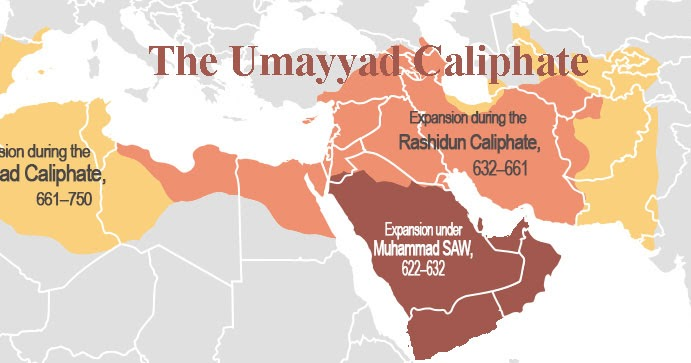 The Umayyad Caliphate
Expansion during the
Rashidun Caliphate,
632–661
sion during the
ad Caliphate,
661–750
Expansion under
Muhammad SAW,
622–632